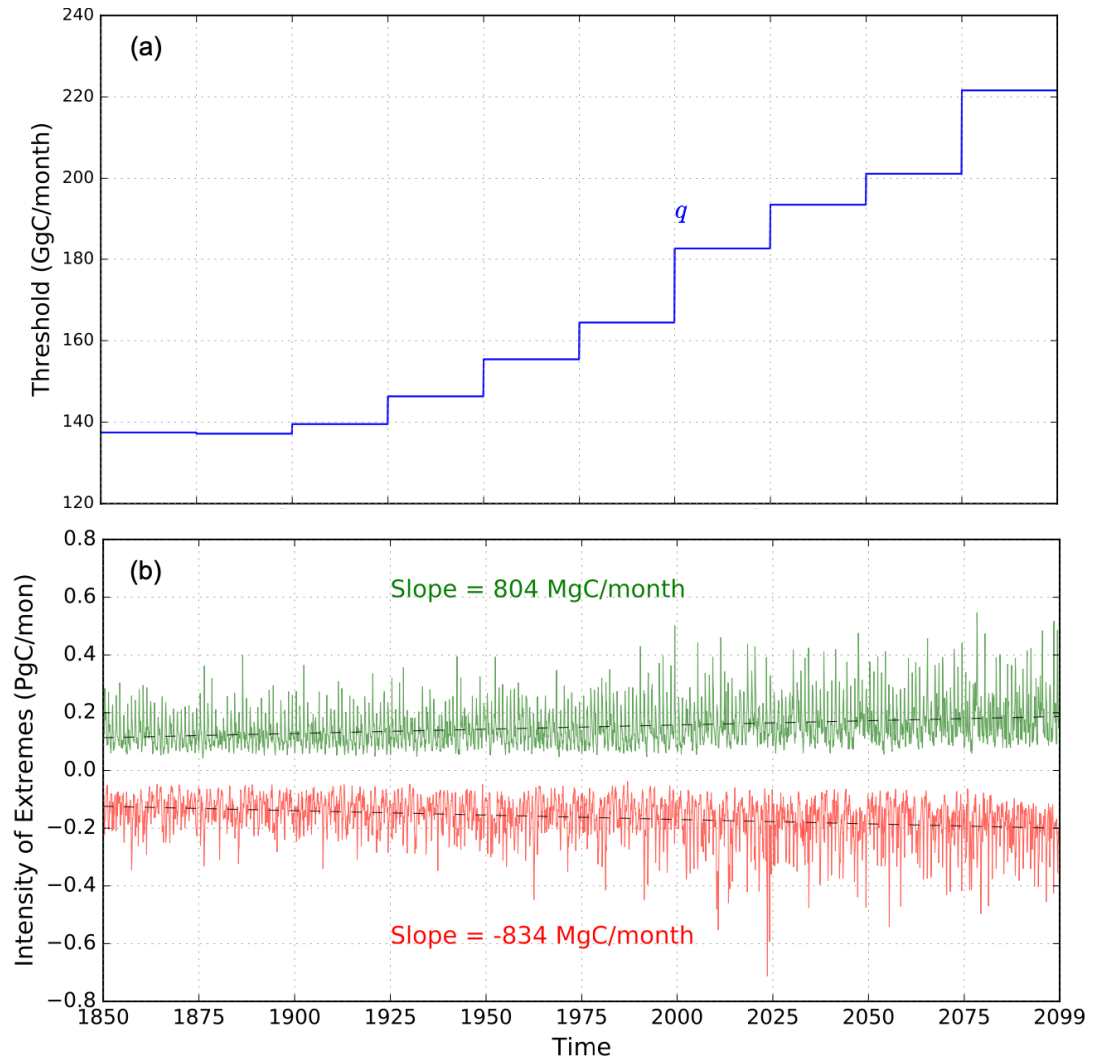 (a)
240
220
200
180
160
140
120
Threshold (GgC/month)
q
(b)
0.8
0.6
0.4
0.2
0.0
−0.2
−0.4
−0.6
−0.8
Intensity of Extremes (PgC/mon)
Slope = 804 MgC/month
Slope = -834 MgC/month
1850 1875 1900 1925 1950 1975 2000 2025 2050 2075 2099
Time